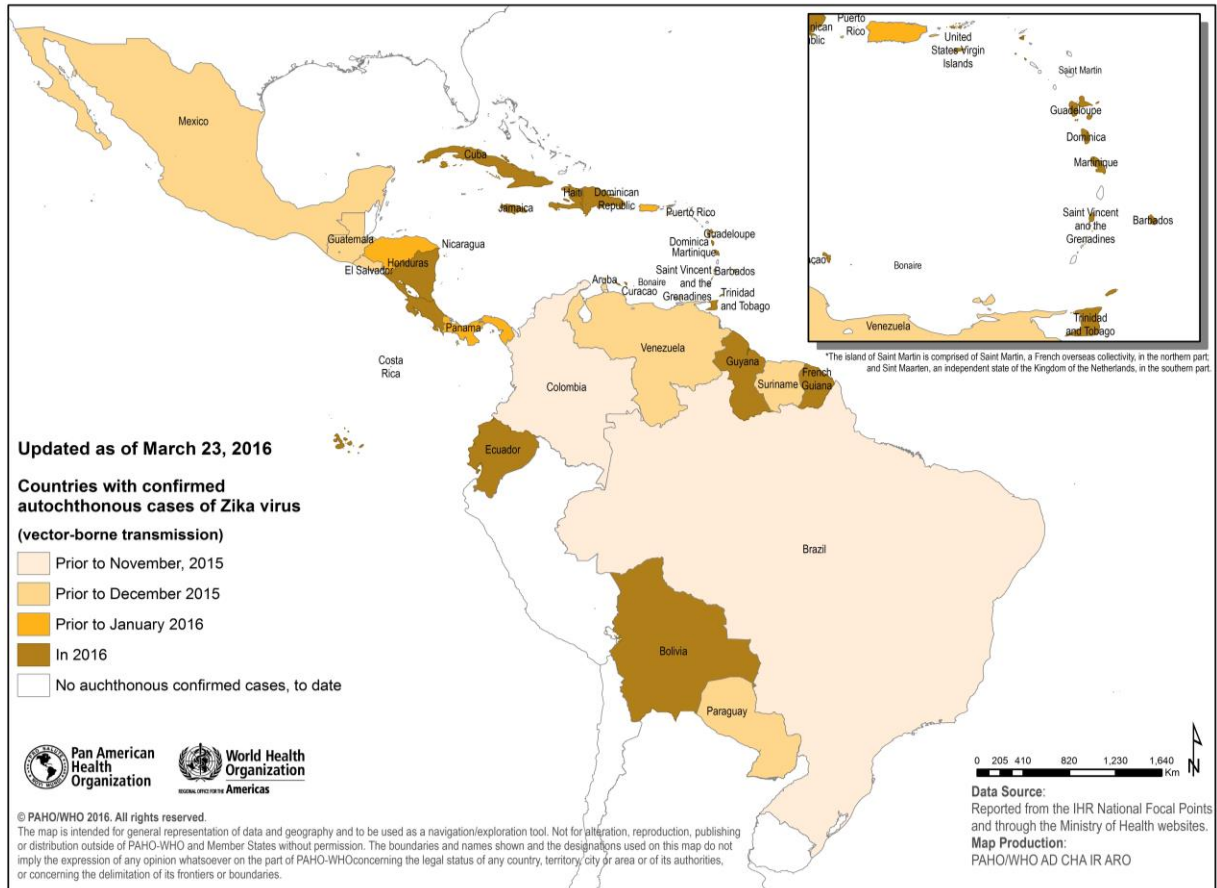 Mexico
Guatemala
El Salvador
Honduras
Nicaragua
Panama
Costa
Rica
Cuba
Jamaica
Haiti
Dominican
Republic
Puerto Rico
Guadeloupe
Dominica
Martinique
Saint Vincent
and the
Grenadines
Barbados
Aruba
Curacao
Bonaire
Trinidad
and Tobago
Venezuela
Colombia
Guyana
Suriname
French
Guiana
Ecuador
Brazil
Bolivia
Paraguay
Puerto
Rico
United
States Virgin
Islands
Saint Martin
Guadeloupe
Dominica
Martinique
Saint Vincent
and the
Grenadines
Barbados
Bonaire
Venezuela
Trinidad
and Tobago
*The island of Saint Martin is comprised of Saint Martin, a French overseas collectivity, in the northern part;
and Sint Maarten, an independent state of the Kingdom of the Netherlands, in the southern part.
Updated as of March 23, 2016
Countries with confirmed
autochthonous cases of Zika virus
(vector-borne transmission)
Prior to November, 2015
Prior to December 2015
Prior to January 2016
In 2016
No auchthonous confirmed cases, to date
Pan American
Health
Organization
World Health
Organization
REGIONAL OFFICE FOR THE Americas
© PAHO/WHO 2016. All rights reserved.
The map is intended for general representation of data and geography and to be used as a navigation/exploration tool. Not for alteration, reproduction, publishing
or distribution outside of PAHO-WHO and Member States without permission. The boundaries and names shown and the designations used on this map do not
imply the expression of any opinion whatsoever on the part of PAHO-WHOconcerning the legal status of any country, territory, city or area or of its authorities,
or concerning the delimitation of its frontiers or boundaries.
0 205 410 820 1,230 1,640
Km
Data Source:
Reported from the IHR National Focal Points
and through the Ministry of Health websites.
Map Production:
PAHO/WHO AD CHA IR ARO